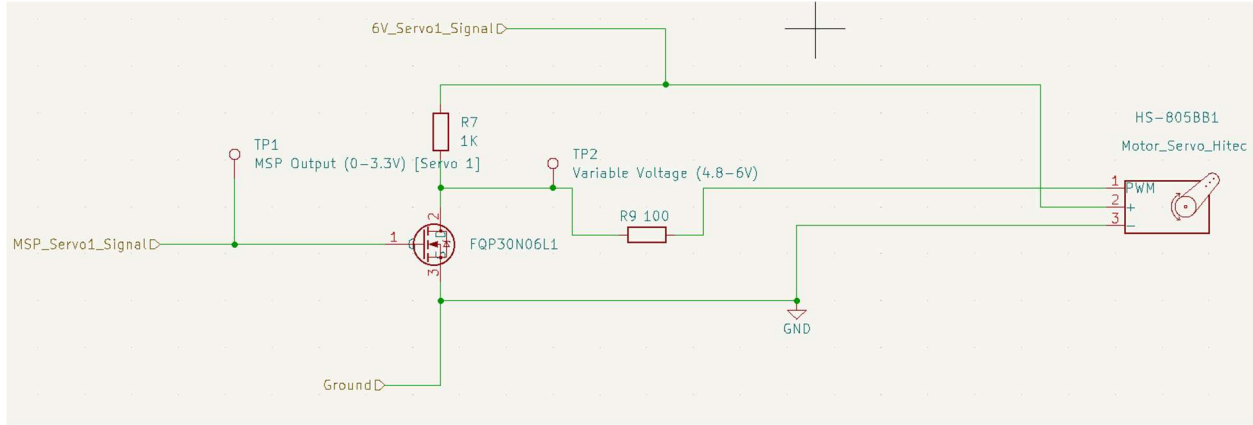 6V_Servo1_Signal
HS-805BB1
Motor_Servo_Hitec
R7
1K
TP1
MSP Output (0-3.3V) [Servo 1]
TP2
Variable Voltage (4.8-6V)
1
PWM
2
+
3
-
R9 100
2
MSP_Servo1_Signal
1
FQP30N06L1
3
GND
Ground